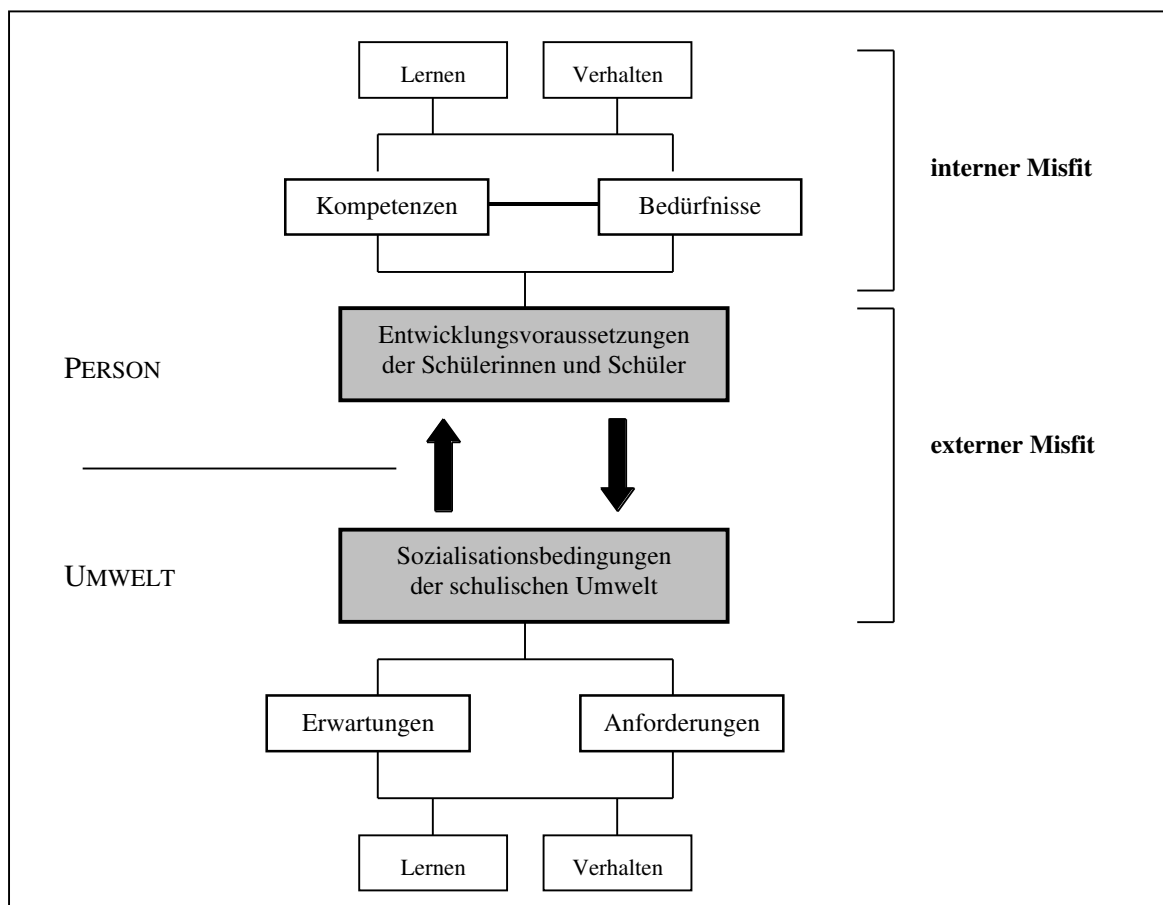 Lernen
Verhalten
interner Misfit
Kompetenzen
Bedürfnisse
Entwicklungsvoraussetzungen
der Schülerinnen und Schüler
PERSON
externer Misfit
Sozialisationsbedingungen
der schulischen Umwelt
UMWELT
Erwartungen
Anforderungen
Lernen
Verhalten